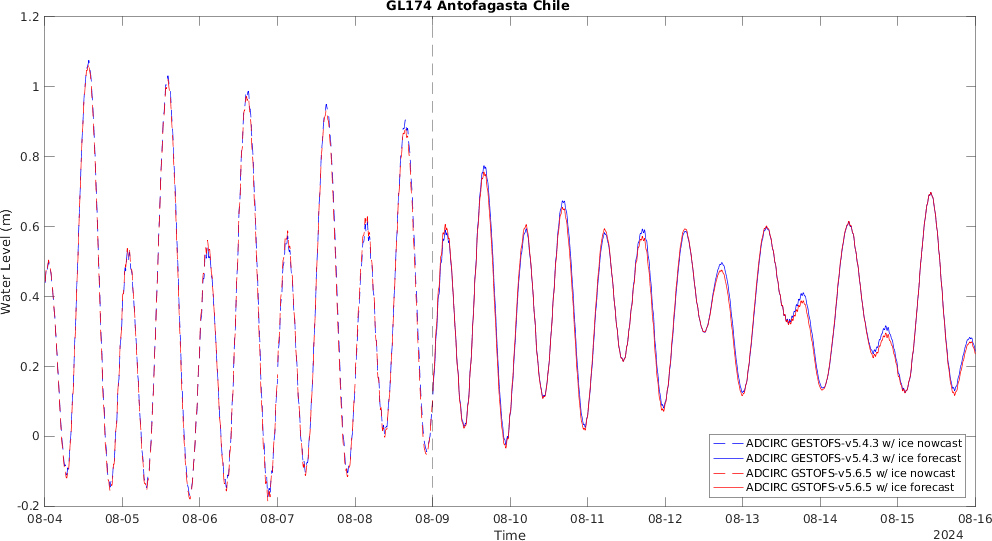 GL174 Antofagasta Chile
1.2
1
0.8
0.6
0.4
0.2
0
-0.2
Water Level (m)
ADCIRC GESTOFS-v5.4.3 w/ ice nowcast
ADCIRC GESTOFS-v5.4.3 w/ ice forecast
ADCIRC GSTOFS-v5.6.5 w/ ice nowcast
ADCIRC GSTOFS-v5.6.5 w/ ice forecast
08-04 08-05 08-06 08-07 08-08 08-09 08-10 08-11 08-12 08-13 08-14 08-15 08-16
Time
2024